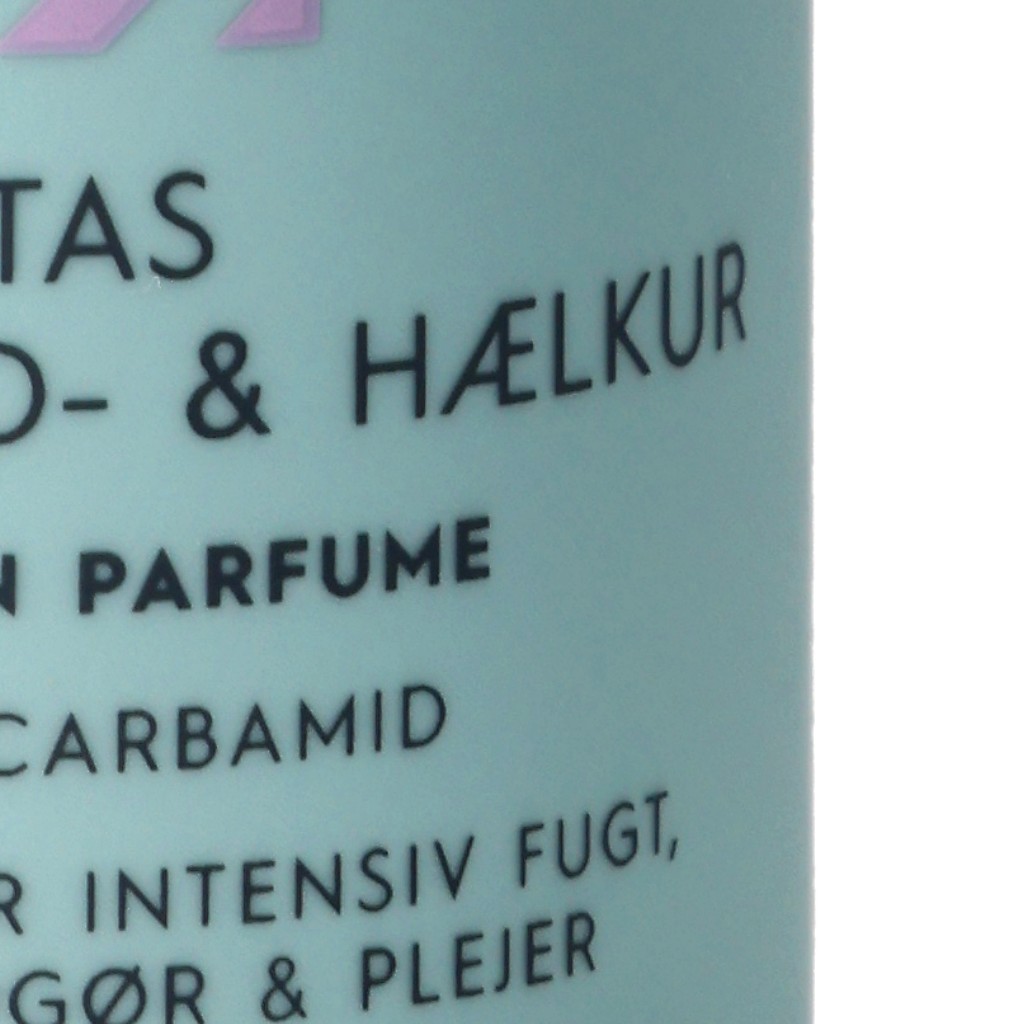 TAS
D- & HÆLKUR
N PARFUME
CARBAMID
R INTENSIV FUGT,
GØR & PLEJER